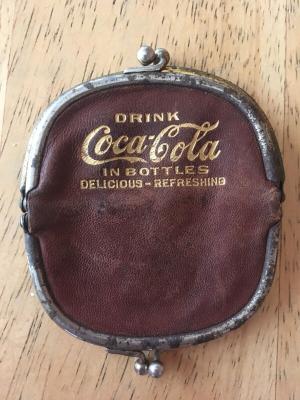 DRINK
Coca-Cola
IN BOTTLES
DELICIOUS - REFRESHING